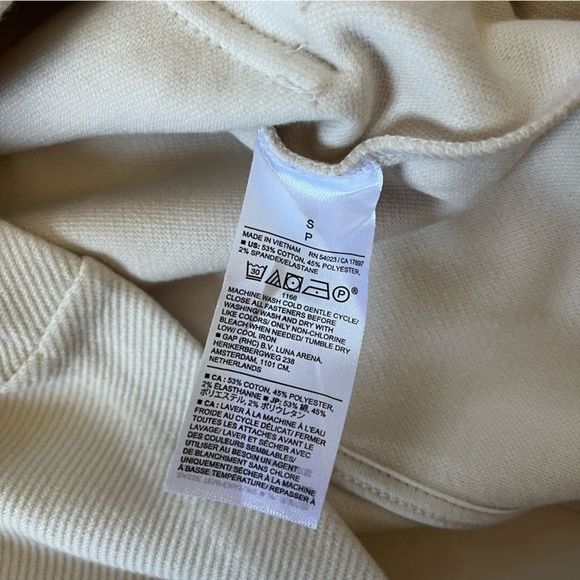 S
P
MADE IN VIETNAM RN 54023 / CA 17897
■ US: 53% COTTON, 45% POLYESTER,
2% SPANDEX/ELASTANE
30 P
1166
MACHINE WASH COLD GENTLE CYCLE/
CLOSE ALL FASTENERS BEFORE
WASHING/ WASH AND DRY WITH
LIKE COLORS/ ONLY NON-CHLORINE
BLEACH WHEN NEEDED/ TUMBLE DRY
LOW/ COOL IRON
■ GAP (RHC) B.V. LUNA ARENA,
HERIKERBERGWEG 238
AMSTERDAM, 1101 CM,
NETHERLANDS
■ CA : 53% COTON, 45% POLYESTER,
2% ÉLASTHANNE ■ JP: 53% 綿, 45%
ポリエステル, 2% ポリウレタン
■ CA : LAVER À LA MACHINE À L'EAU
FROIDE AU CYCLE DÉLICAT/ FERMER
TOUTES LES ATTACHES AVANT LE
LAVAGE/ LAVER ET SÉCHER AVEC
DES COULEURS SEMBLABLES/
UTILISER AU BESOIN UN AGENT
DE BLANCHIMENT SANS CHLORE
UNIQUEMENT/ SÉCHER À LA MACHINE
À BASSE TEMPÉRATURE/ REPASSER À